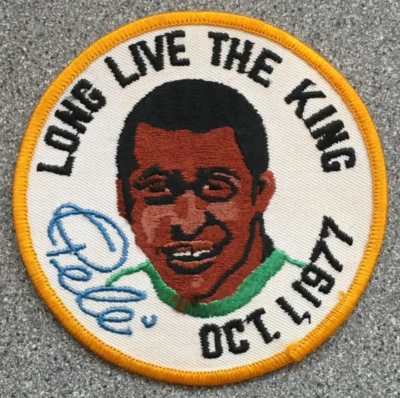 LONG LIVE THE KING
Pelé
OCT. 1, 1977